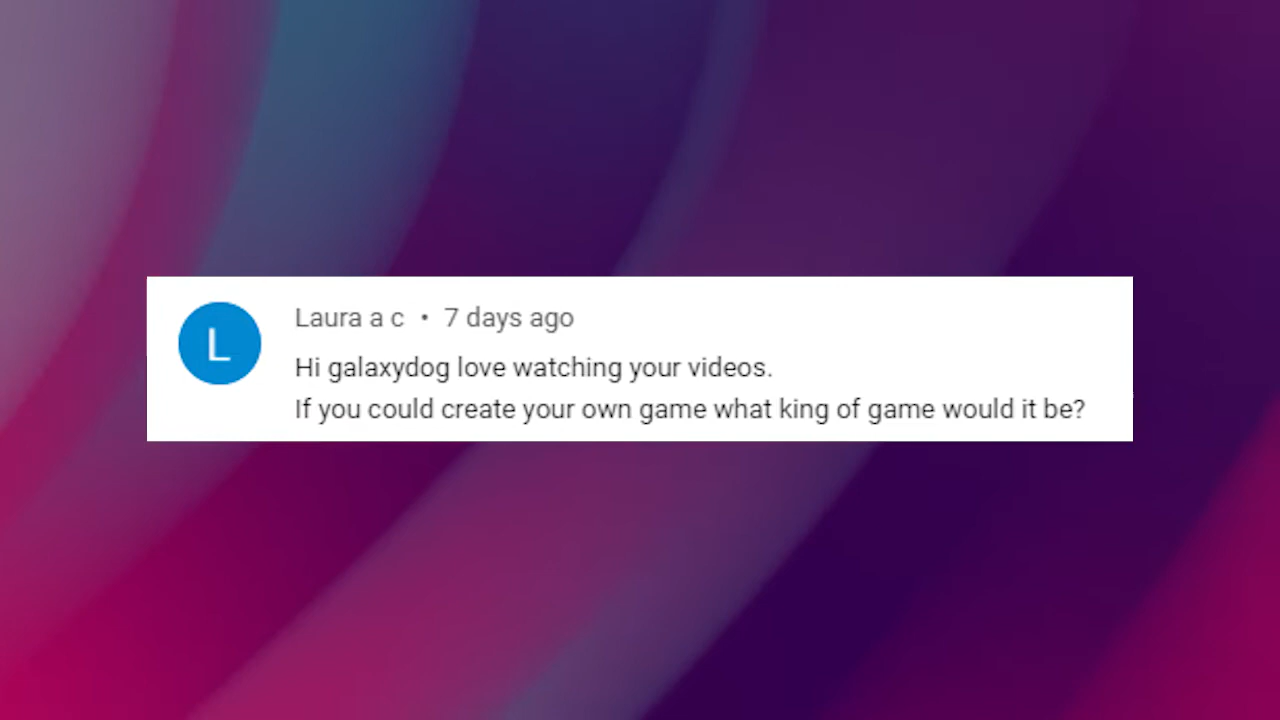 L
Laura a c • 7 days ago
Hi galaxydog love watching your videos.
If you could create your own game what king of game would it be?